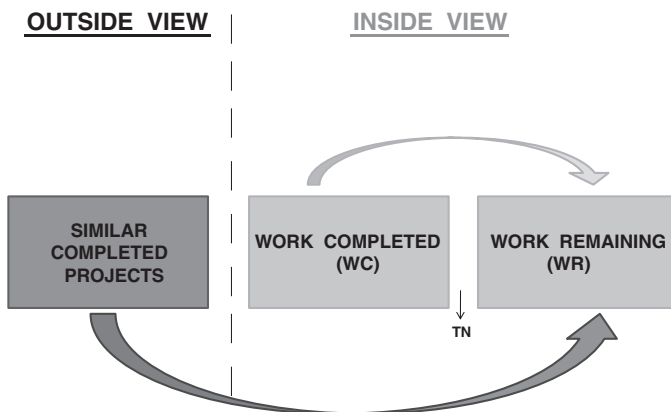 OUTSIDE VIEW
INSIDE VIEW
SIMILAR
COMPLETED
PROJECTS
WORK COMPLETED
(WC)
WORK REMAINING
(WR)
TN